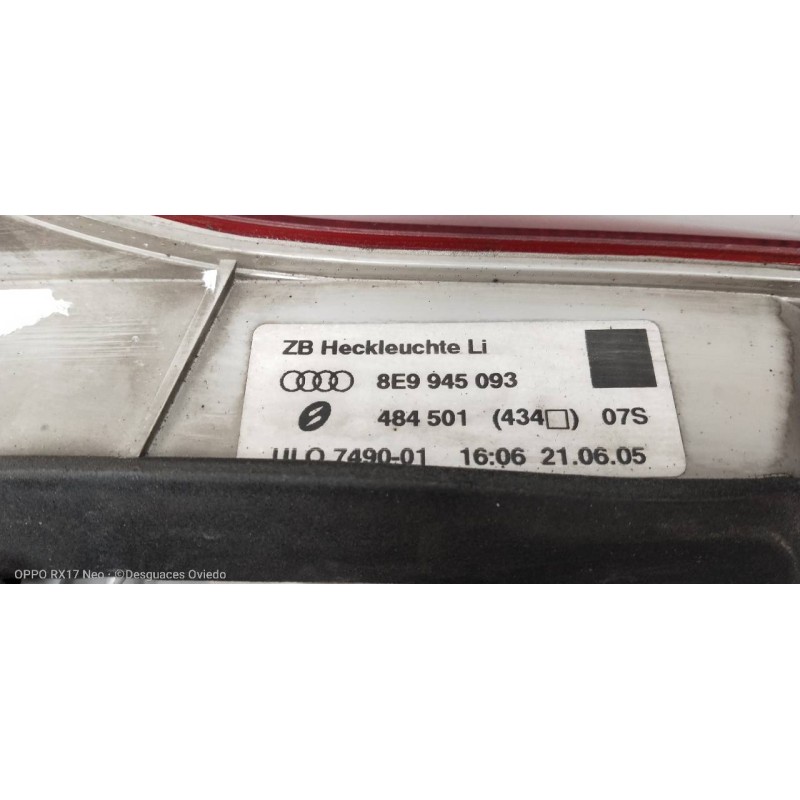 ZB Heckleuchte Li
8E9 945 093
484 501 (434□) 07S
ULO 7490-01 16:06 21.06.05
OPPO RX17 Neo · ©Desguaces Oviedo